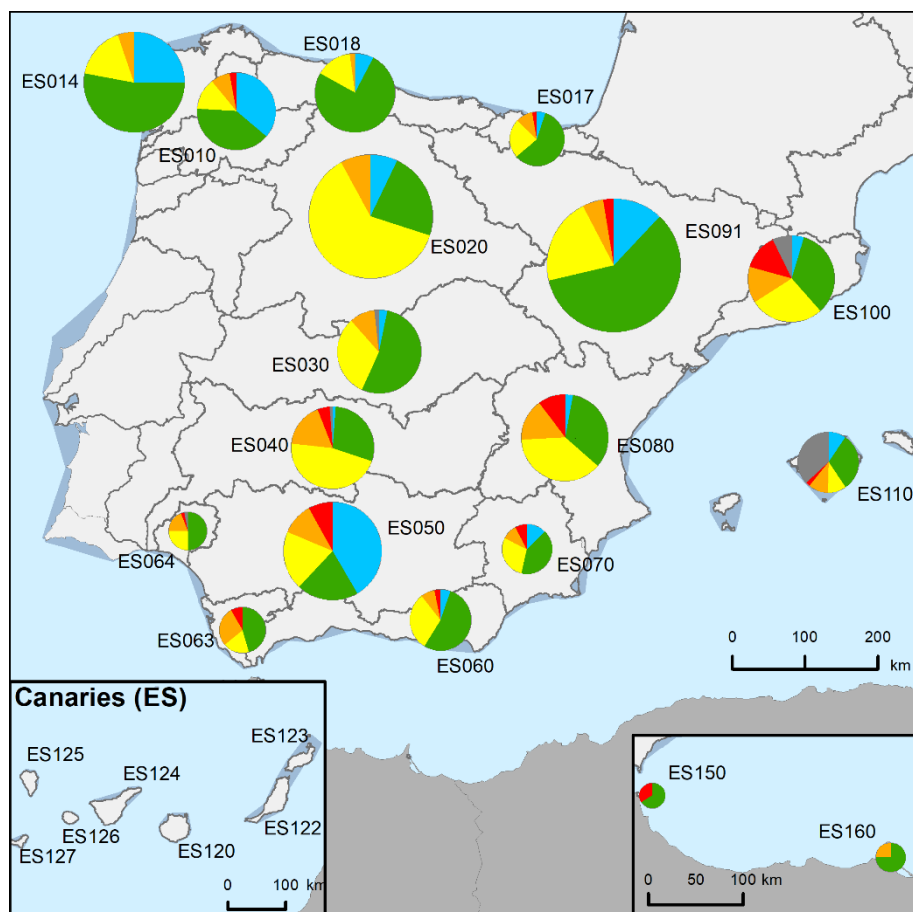 ES018
ES014
ES017
ES010
ES020
ES091
ES100
ES030
ES040
ES080
ES110
ES050
ES064
ES070
ES063
ES060
0 100 200
km
Canaries (ES)
ES123
ES125
ES124
ES126
ES122
ES127
ES120
0 100 km
ES150
ES160
0 50 100 km